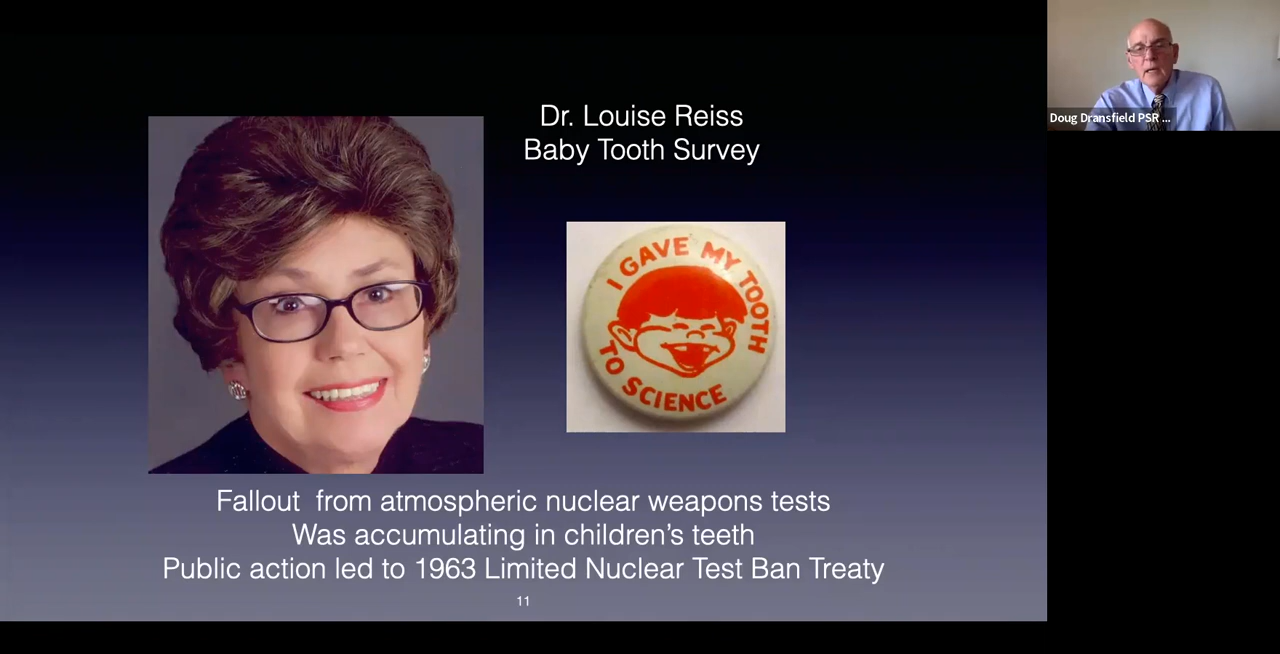 Dr. Louise Reiss
Baby Tooth Survey
I GAVE MY TOOTH
TO SCIENCE
Fallout from atmospheric nuclear weapons tests
Was accumulating in children's teeth
Public action led to 1963 Limited Nuclear Test Ban Treaty
11
Doug Dransfield PSR ...